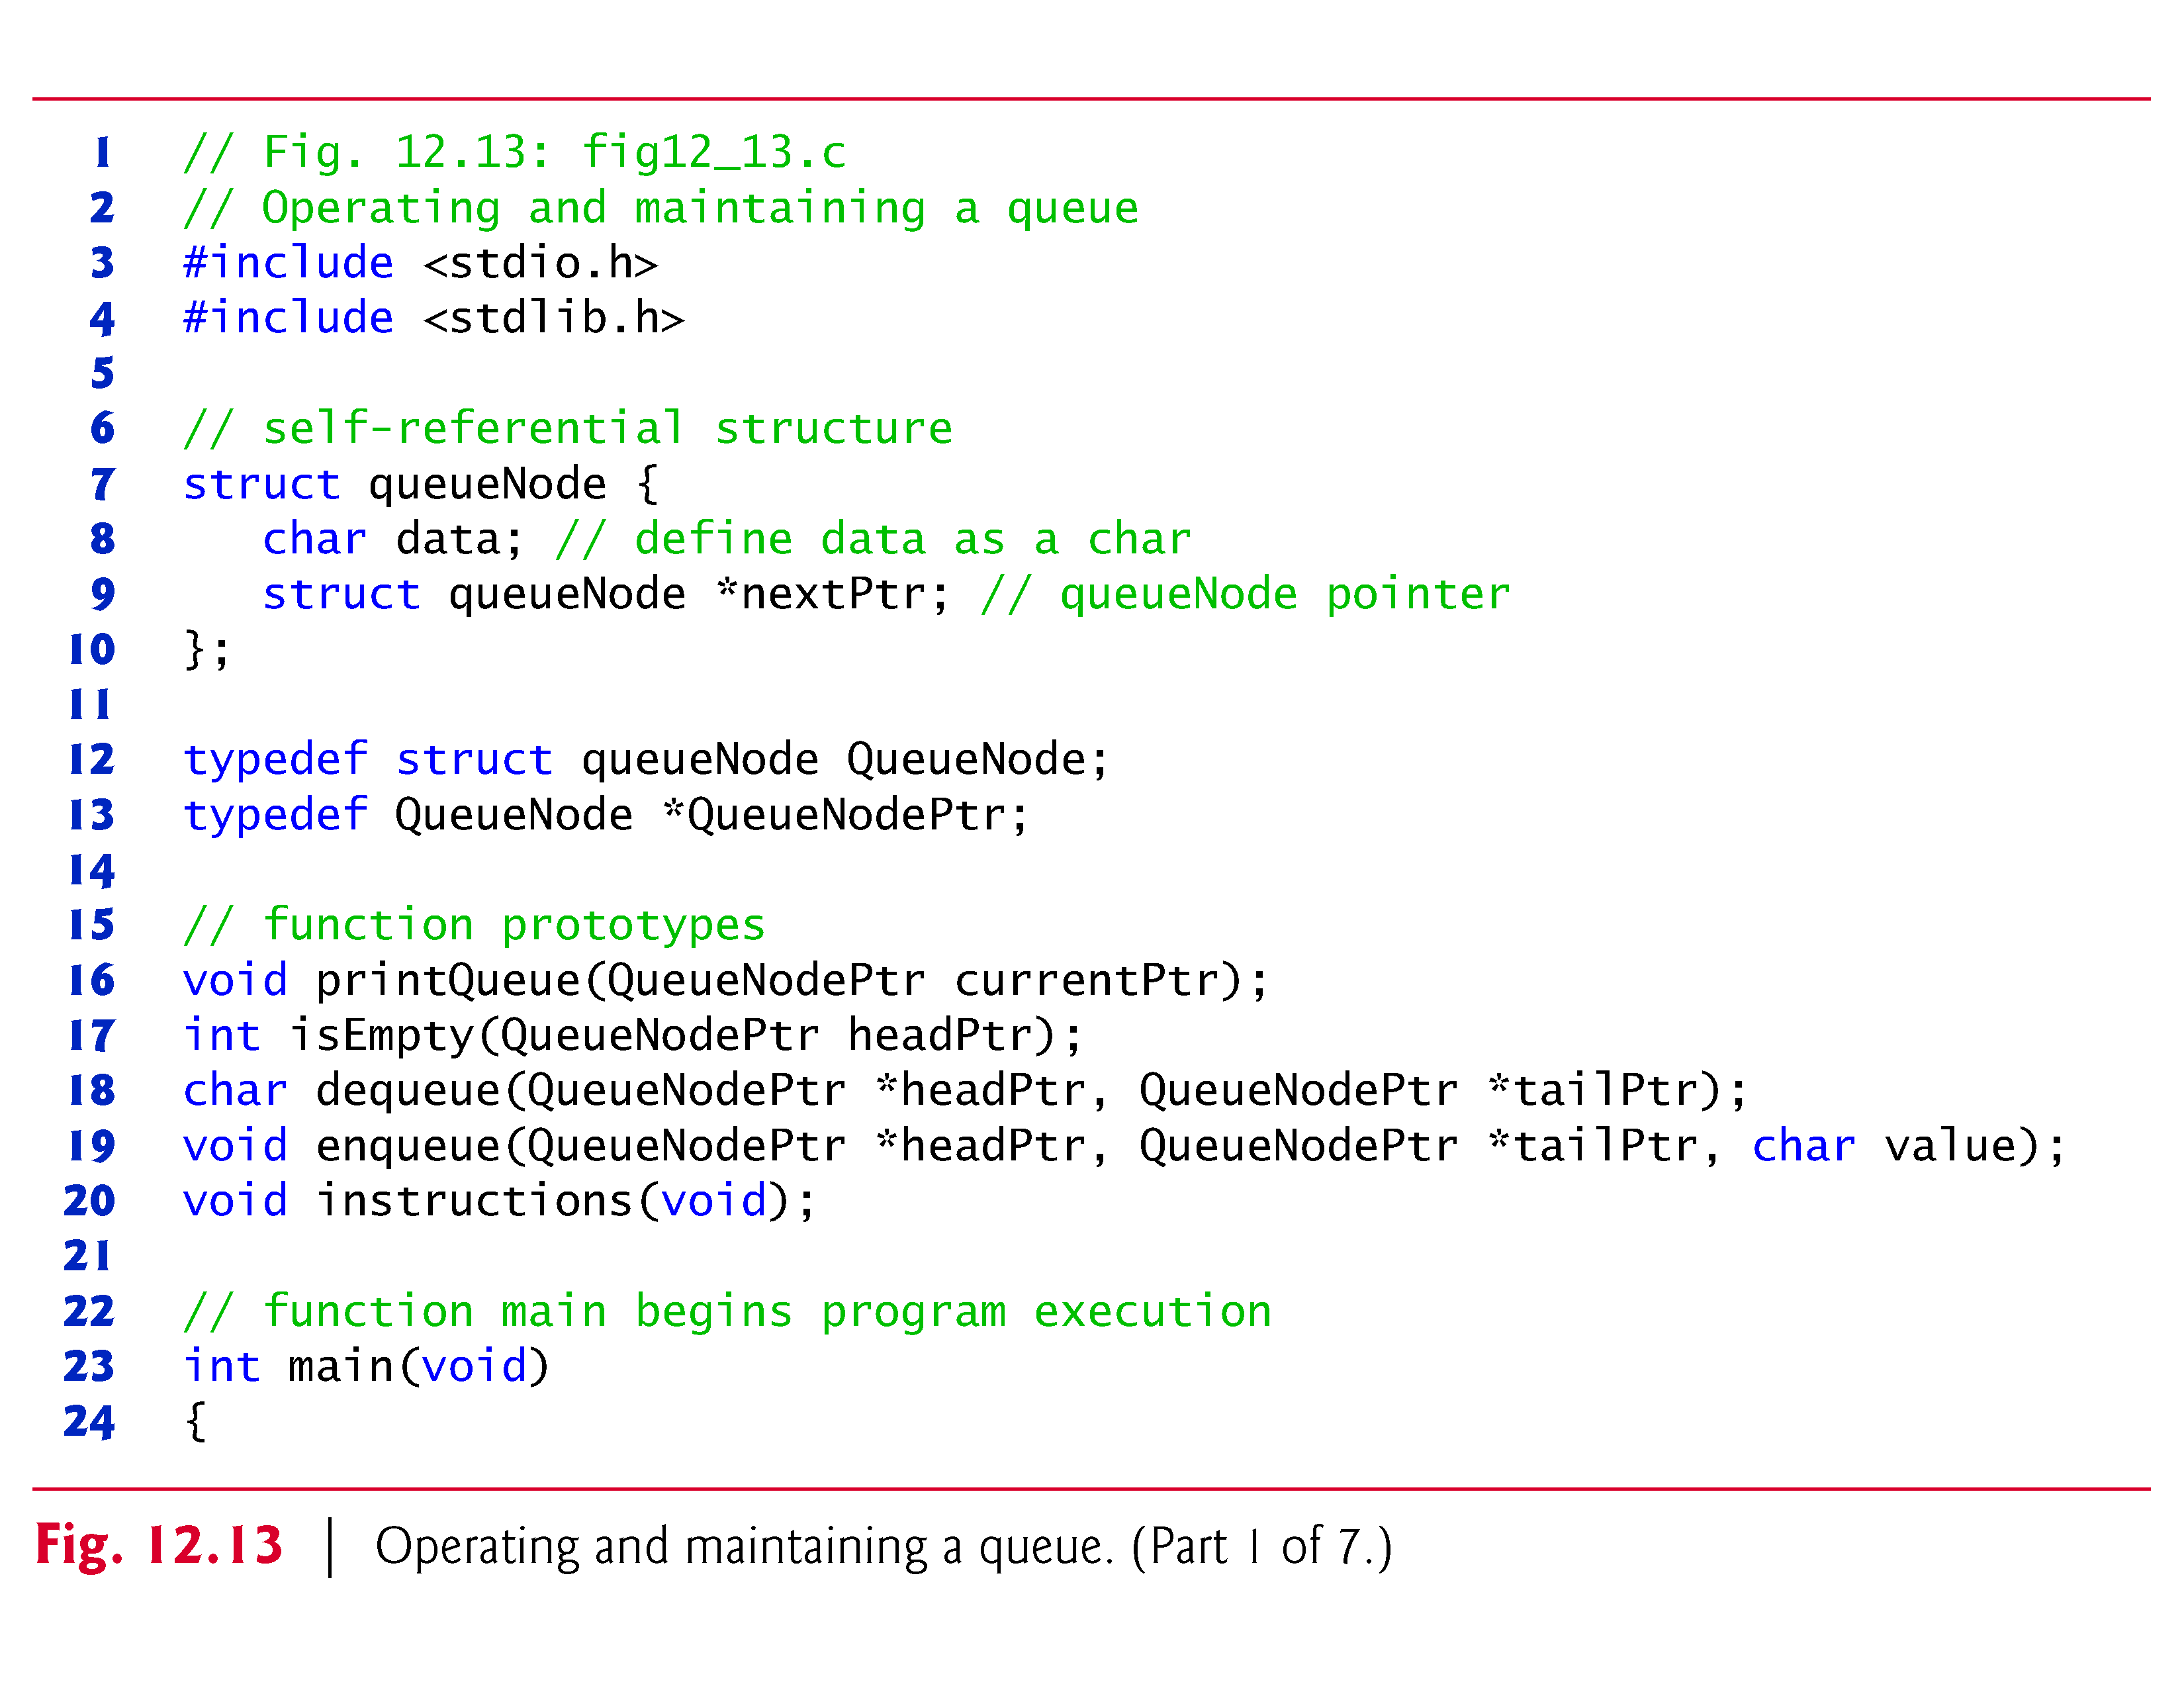 1 // Fig. 12.13: fig12_13.c
2 // Operating and maintaining a queue
3 #include <stdio.h>
4 #include <stdlib.h>
5
6 // self-referential structure
7 struct queueNode {
8    char data; // define data as a char
9    struct queueNode *nextPtr; // queueNode pointer
10 };
11
12 typedef struct queueNode QueueNode;
13 typedef QueueNode *QueueNodePtr;
14
15 // function prototypes
16 void printQueue(QueueNodePtr currentPtr);
17 int isEmpty(QueueNodePtr headPtr);
18 char dequeue(QueueNodePtr *headPtr, QueueNodePtr *tailPtr);
19 void enqueue(QueueNodePtr *headPtr, QueueNodePtr *tailPtr, char value);
20 void instructions(void);
21
22 // function main begins program execution
23 int main(void)
24 {
Fig. 12.13 | Operating and maintaining a queue. (Part 1 of 7.)